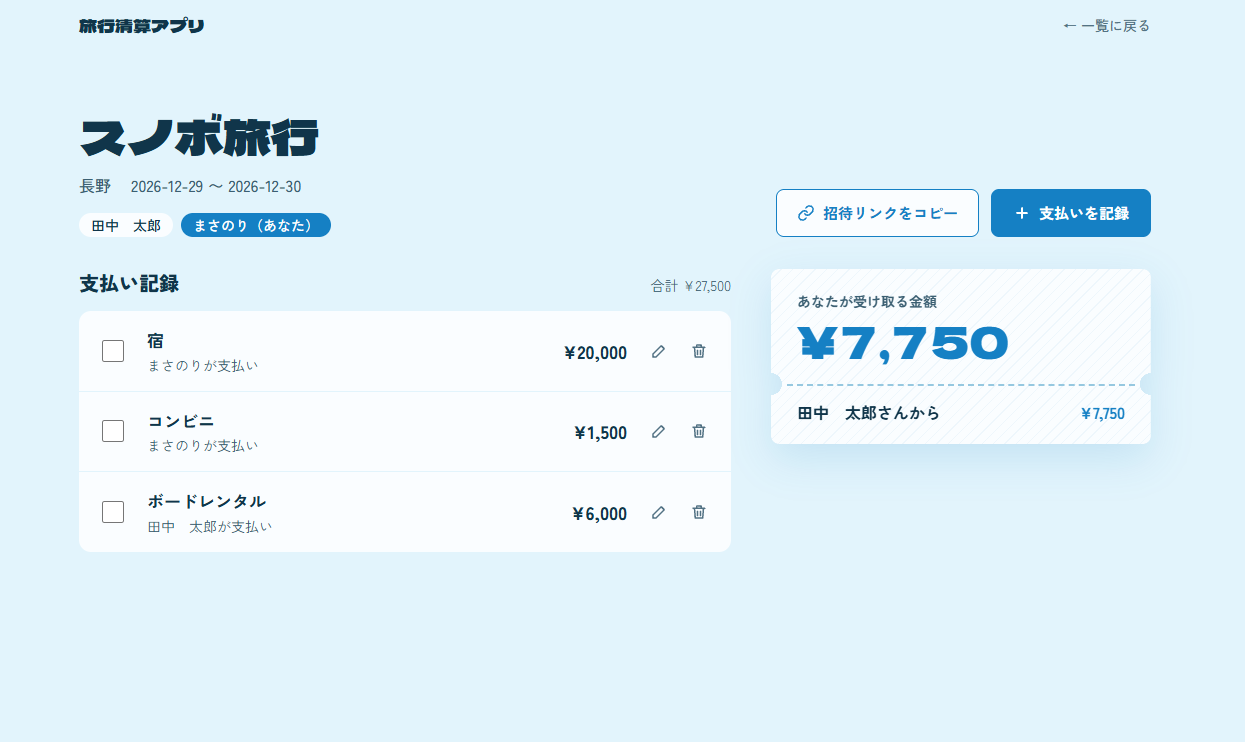 旅行清算アプリ
← 一覧に戻る
スノボ旅行
長野 2026-12-29 〜 2026-12-30
田中　太郎 まさのり（あなた）
招待リンクをコピー
+ 支払いを記録
支払い記録
合計 ¥27,500
宿
まさのりが支払い
¥20,000
コンビニ
まさのりが支払い
¥1,500
ボードレンタル
田中　太郎が支払い
¥6,000
あなたが受け取る金額
¥7,750
田中　太郎さんから ¥7,750